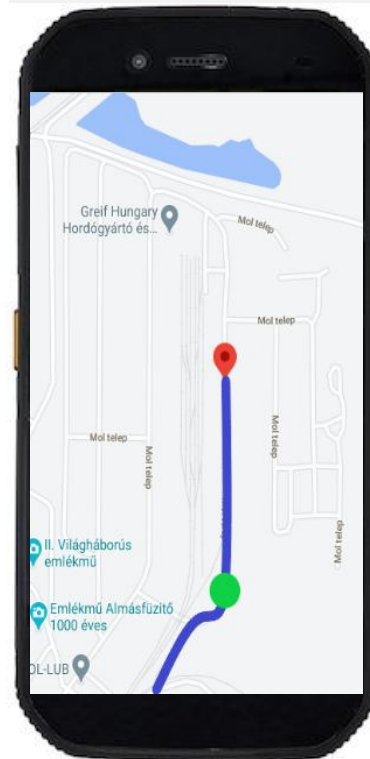 Greif Hungary
Hordógyártó és...
Mol telep
Mol telep
Mol telep
Mol telep
Mol telep
Mol telep
II. Világháborús
emlékmű
Emlékmű Almásfüzitő
1000 éves
OL-LUB